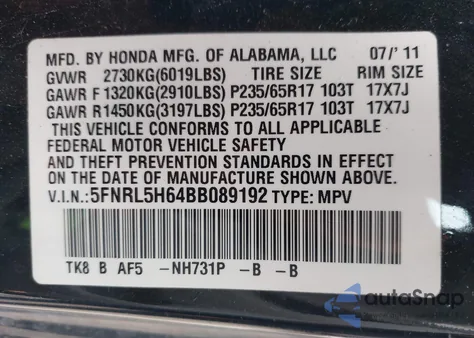 MFD. BY HONDA MFG. OF ALABAMA, LLC 07/'11
GVWR 2730KG(6019LBS) TIRE SIZE RIM SIZE
GAWR F 1320KG(2910LBS) P235/65R17 103T 17X7J
GAWR R1450KG(3197LBS) P235/65R17 103T 17X7J
THIS VEHICLE CONFORMS TO ALL APPLICABLE
FEDERAL MOTOR VEHICLE SAFETY
AND THEFT PREVENTION STANDARDS IN EFFECT
ON THE DATE OF MANUFACTURE SHOWN ABOVE.
V.I.N.:5FNRL5H64BB089192 TYPE: MPV
TK8 B AF5 -NH731P -B -B
autoSnap